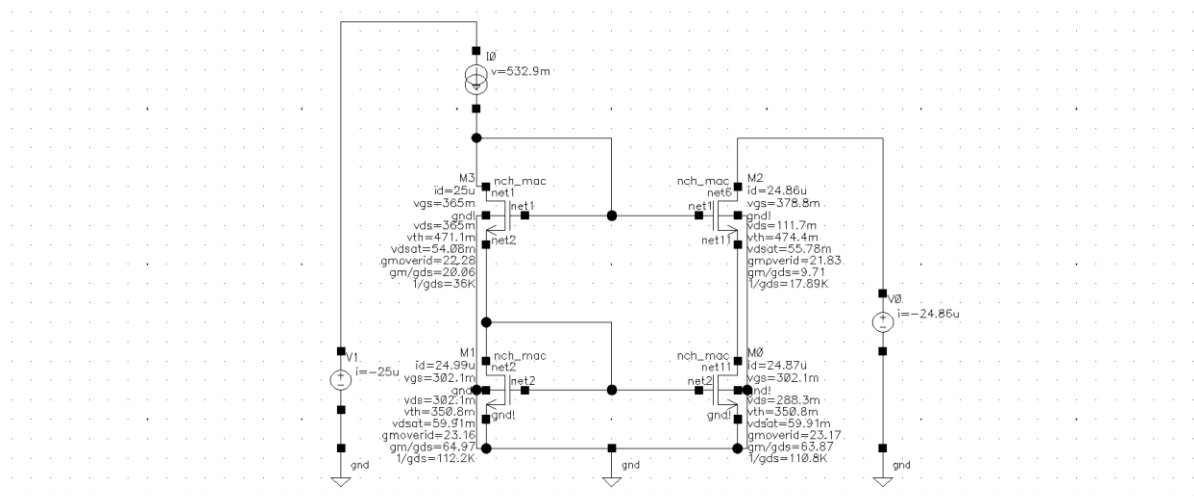 I0
v=532.9m
M3
nch_mac
id=25u
net1
vgs=365m
gnd!
net1
vds=365m
vth=471.1m
net2
vdsat=54.08m
gmoverid=22.28
gm/gds=20.06
1/gds=36K
M2
nch_mac
net6
id=24.86u
net1
vgs=378.8m
gnd!
vds=111.7m
vth=474.4m
net11
vdsat=55.78m
gmoverid=21.83
gm/gds=9.71
1/gds=17.89K
V0
i=-24.86u
V1
i=-25u
gnd
M1
nch_mac
id=24.99u
net2
vgs=302.1m
gnd!
net2
vds=302.1m
vth=350.8m
gnd!
vdsat=59.91m
gmoverid=23.16
gm/gds=64.97
1/gds=112.2K
M0
nch_mac
id=24.87u
net11
vgs=302.1m
net2
gnd!
vds=288.3m
vth=350.8m
gnd!
vdsat=59.91m
gmoverid=23.17
gm/gds=63.87
1/gds=110.8K
gnd
gnd